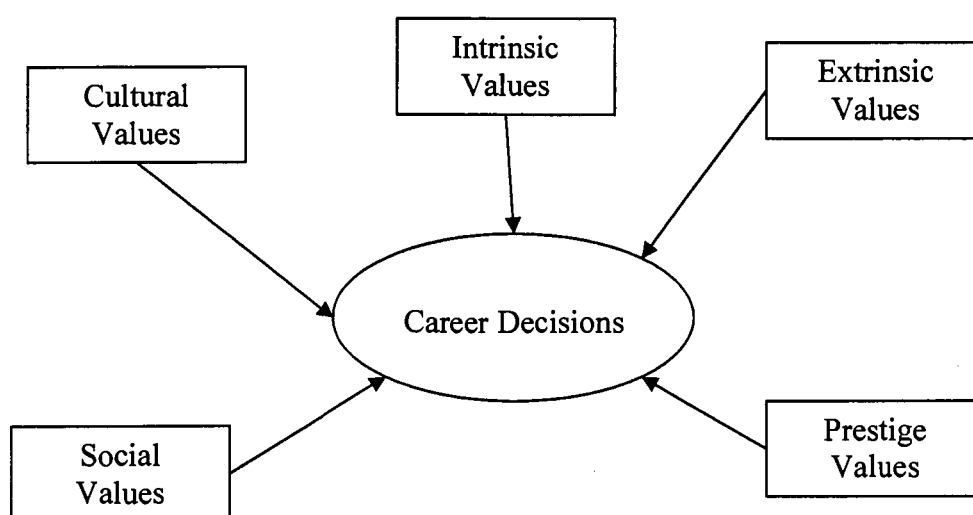 Intrinsic
Values
Extrinsic
Values
Cultural
Values
Career Decisions
Prestige
Values
Social
Values